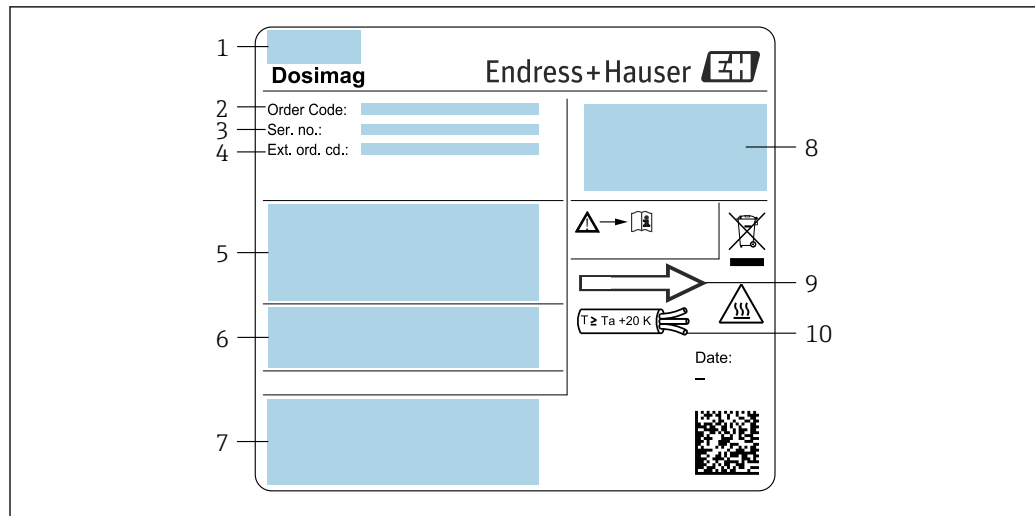 1
Dosimag
Endress+Hauser EH
2 Order Code:
3 Ser. no.:
4 Ext. ord. cd.:
8
5
9
6
T ≥ Ta +20 K
10
Date:
–
7